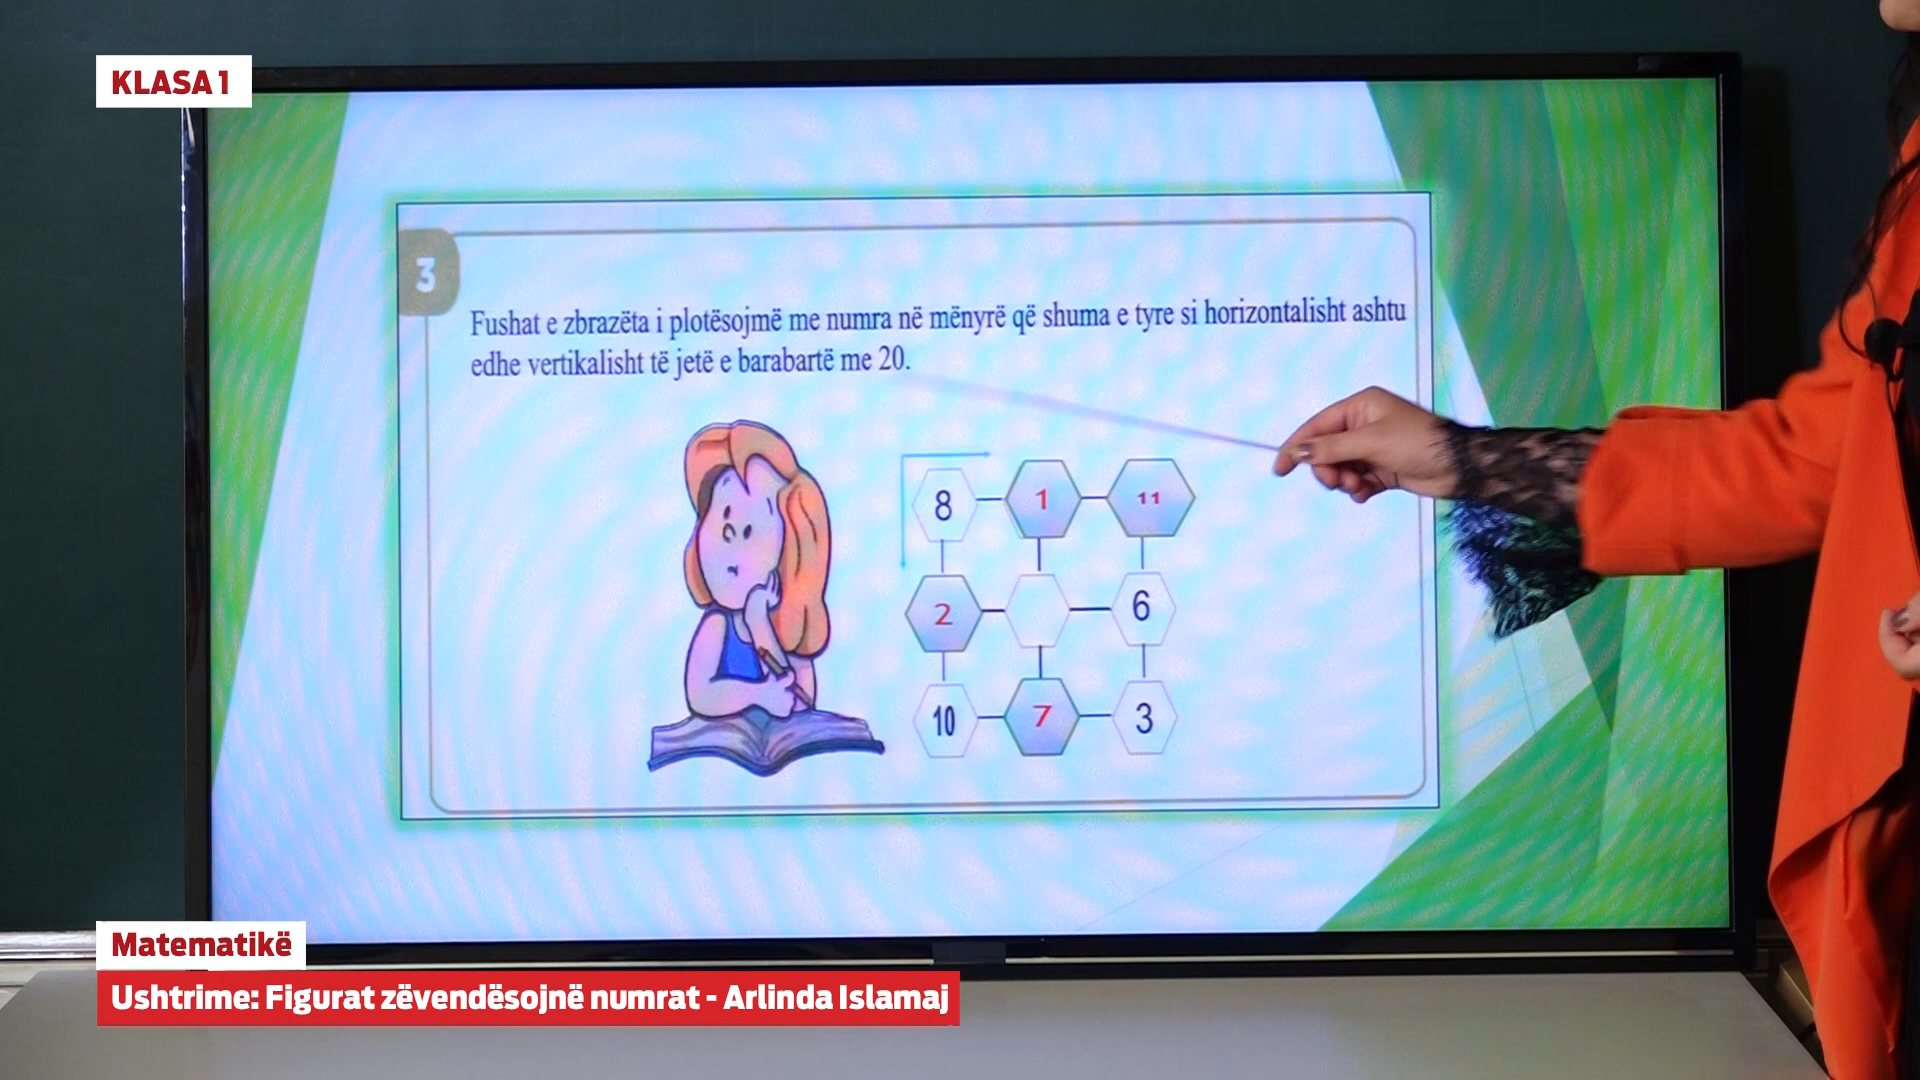 KLASA 1
3
Fushat e zbrazëta i plotësojmë me numra në mënyrë që shuma e tyre si horizontalisht ashtu
edhe vertikalisht të jetë e barabartë me 20.
8 1 11
2 6
10 7 3
Matematikë
Ushtrime: Figurat zëvendësojnë numrat - Arlinda Islamaj